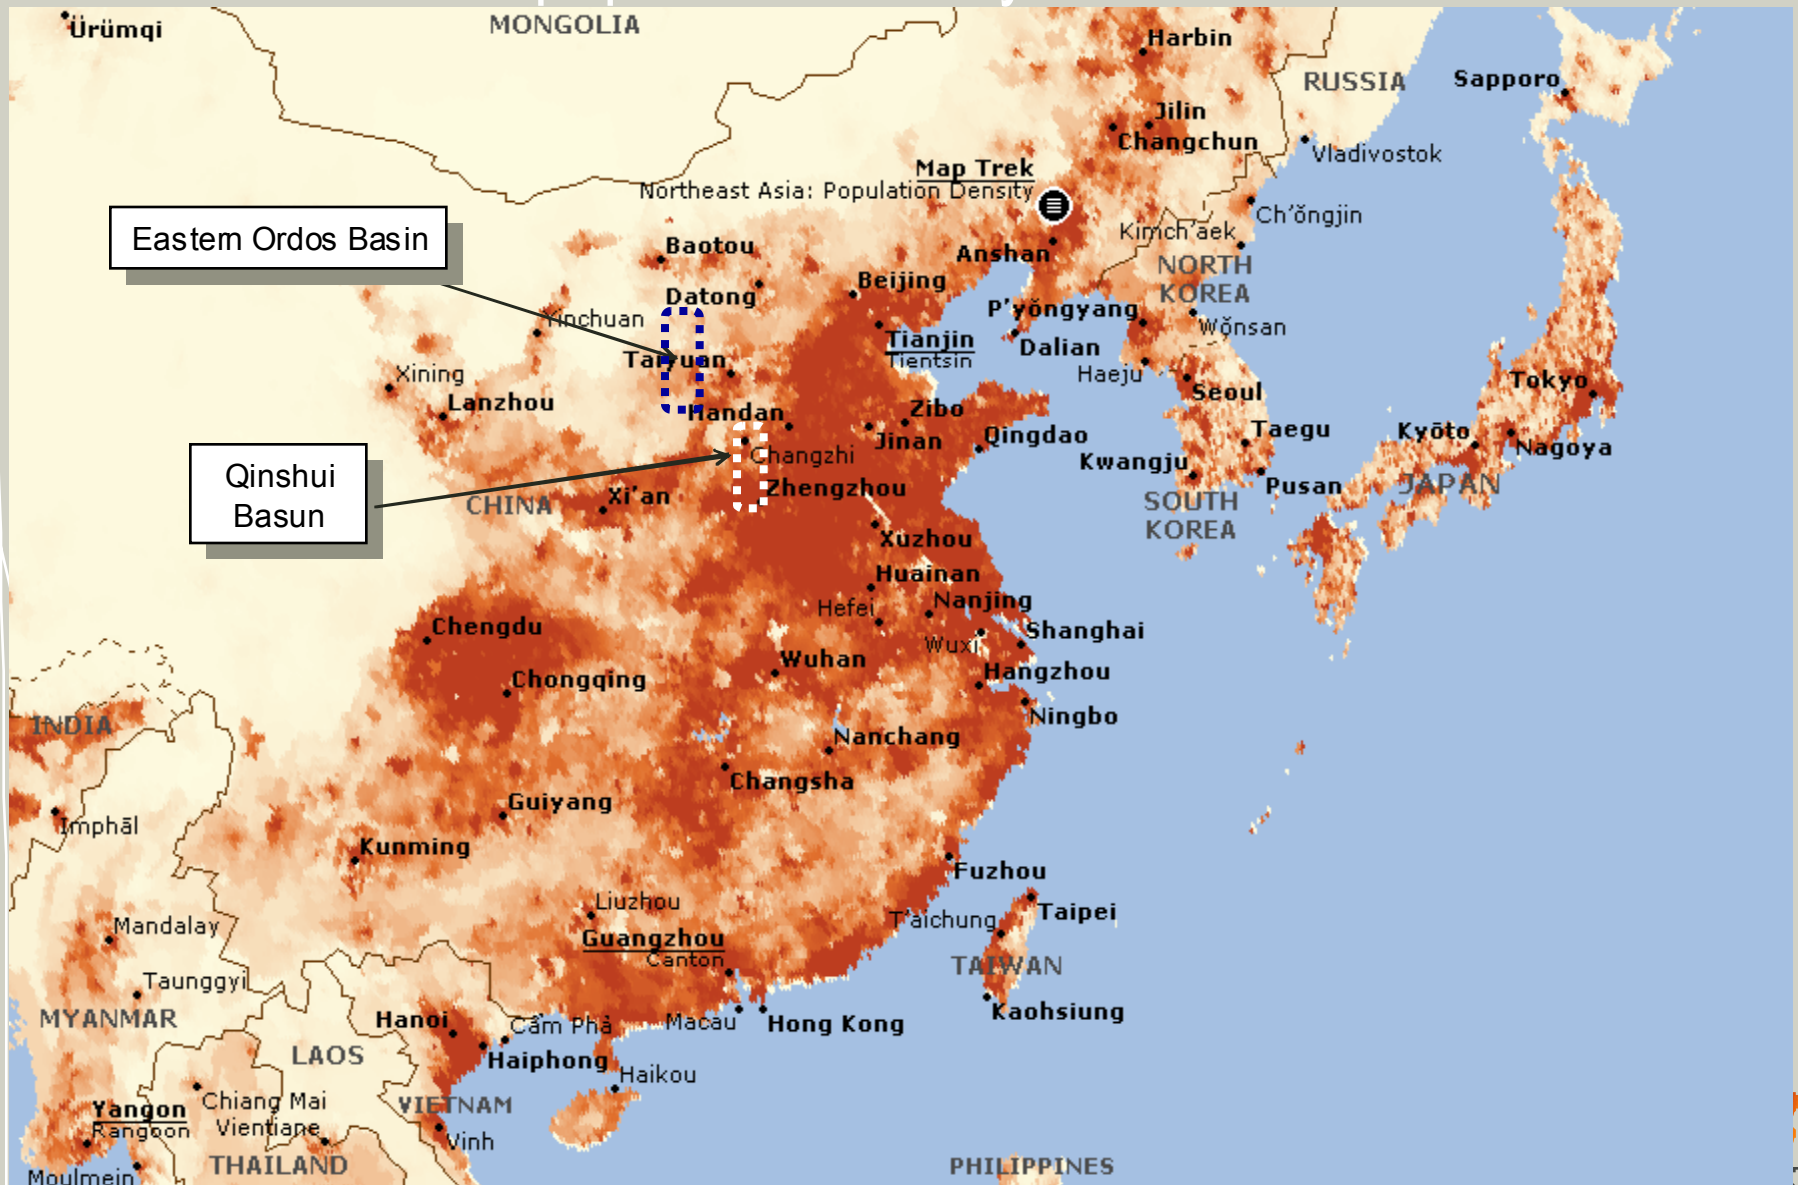 Ürümqi
MONGOLIA
Harbin
RUSSIA
Sapporo
Jilin
Changchun
Vladivostok
Map Trek
Northeast Asia: Population Density
Ch'ŏngjin
Kimch'aek
Eastern Ordos Basin
Baotou
Anshan
NORTH
KOREA
Beijing
Datong
P'yŏngyang
Yinchuan
Wŏnsan
Tianjin
Tientsin
Dalian
Taiyuan
Haeju
Xining
Seoul
Tokyo
Lanzhou
Handan
Zibo
Jinan
Qingdao
Taegu
Kyōto
Nagoya
Changzhi
Kwangju
Pusan
JAPAN
Qinshui
Basun
CHINA
Xi'an
Zhengzhou
SOUTH
KOREA
Xuzhou
Huainan
Hefei
Nanjing
Chengdu
Wuxi
Shanghai
Wuhan
Hangzhou
Chongqing
Ningbo
INDIA
Nanchang
Changsha
Guiyang
Imphāl
Kunming
Fuzhou
Liuzhou
T'aichung
Taipei
Mandalay
Guangzhou
Canton
TAIWAN
Taunggyi
MYANMAR
Hanoi
Cẩm Phả
Macau
Hong Kong
Kaohsiung
LAOS
Haiphong
Haikou
Yangon
Rangoon
Chiang Mai
VIETNAM
Vientiane
Vinh
THAILAND
PHILIPPINES
Moulmein